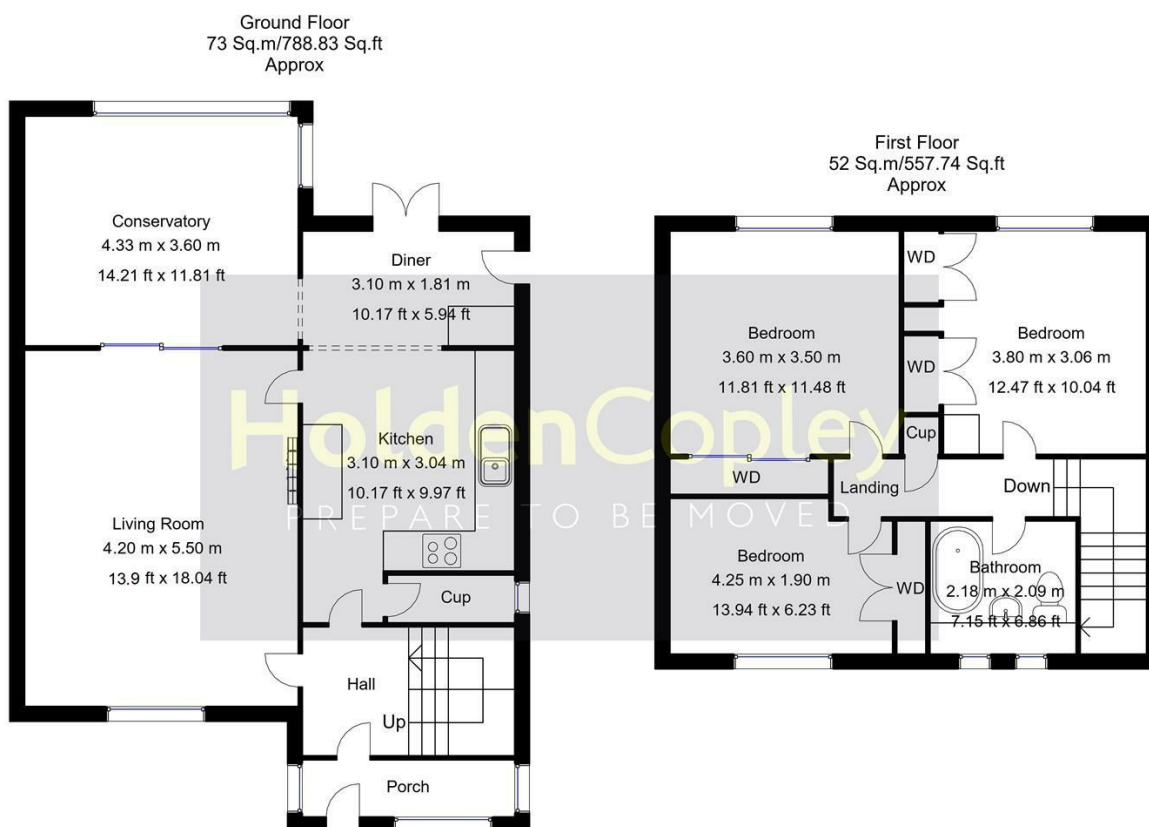 Ground Floor
73 Sq.m/788.83 Sq.ft
Approx
Conservatory
4.33 m x 3.60 m
14.21 ft x 11.81 ft
Diner
3.10 m x 1.81 m
10.17 ft x 5.94 ft
Kitchen
3.10 m x 3.04 m
10.17 ft x 9.97 ft
Living Room
4.20 m x 5.50 m
13.9 ft x 18.04 ft
Cup
Hall
Up
Porch
First Floor
52 Sq.m/557.74 Sq.ft
Approx
Bedroom
3.60 m x 3.50 m
11.81 ft x 11.48 ft
WD
WD
Bedroom
3.80 m x 3.06 m
12.47 ft x 10.04 ft
Cup
WD
Landing
Down
Bedroom
4.25 m x 1.90 m
13.94 ft x 6.23 ft
WD
Bathroom
2.18 m x 2.09 m
7.15 ft x 6.86 ft
HoldenCopley
PREPARE TO BE MOVED